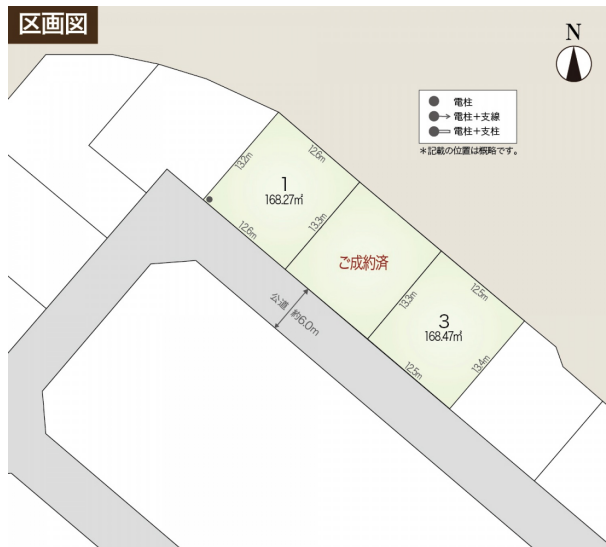 区画図
N
電柱
電柱+支線
電柱+支柱
*記載の位置は概略です。
13.2m
12.6m
1
168.27㎡
13.3m
12.6m
ご成約済
公道 約6.0m
13.3m
12.5m
3
168.47㎡
13.4m
12.5m